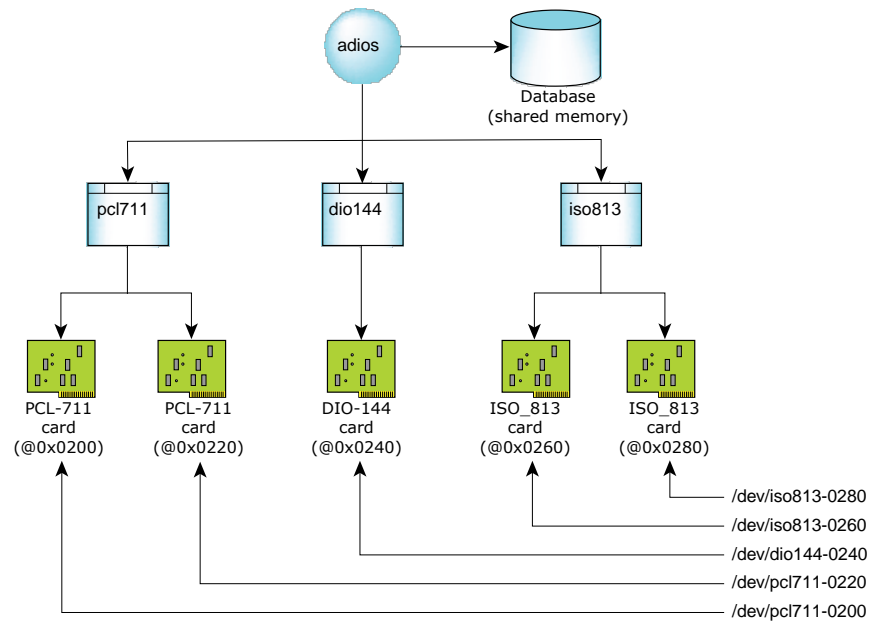 adios
Database
(shared memory)
pcl711
dio144
iso813
PCL-711
card
(@0x0200)
PCL-711
card
(@0x0220)
DIO-144
card
(@0x0240)
ISO_813
card
(@0x0260)
ISO_813
card
(@0x0280)
/dev/iso813-0280
/dev/iso813-0260
/dev/dio144-0240
/dev/pcl711-0220
/dev/pcl711-0200